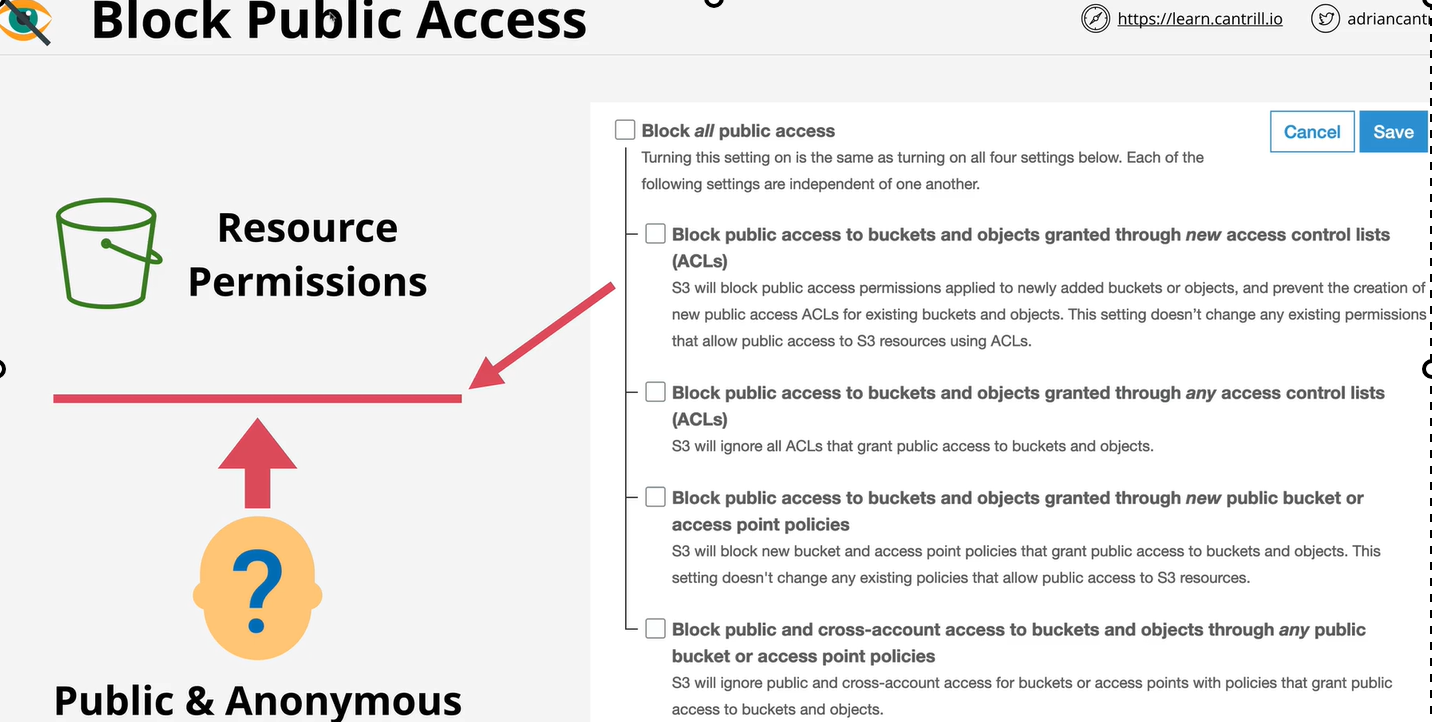 Block Public Access
https://learn.cantrill.io
adriancant
Resource
Permissions
?
Public & Anonymous
Block all public access
Cancel
Save
Turning this setting on is the same as turning on all four settings below. Each of the
following settings are independent of one another.
Block public access to buckets and objects granted through new access control lists
(ACLs)
S3 will block public access permissions applied to newly added buckets or objects, and prevent the creation of
new public access ACLs for existing buckets and objects. This setting doesn’t change any existing permissions
that allow public access to S3 resources using ACLs.
Block public access to buckets and objects granted through any access control lists
(ACLs)
S3 will ignore all ACLs that grant public access to buckets and objects.
Block public access to buckets and objects granted through new public bucket or
access point policies
S3 will block new bucket and access point policies that grant public access to buckets and objects. This
setting doesn't change any existing policies that allow public access to S3 resources.
Block public and cross-account access to buckets and objects through any public
bucket or access point policies
S3 will ignore public and cross-account access for buckets or access points with policies that grant public
access to buckets and objects.